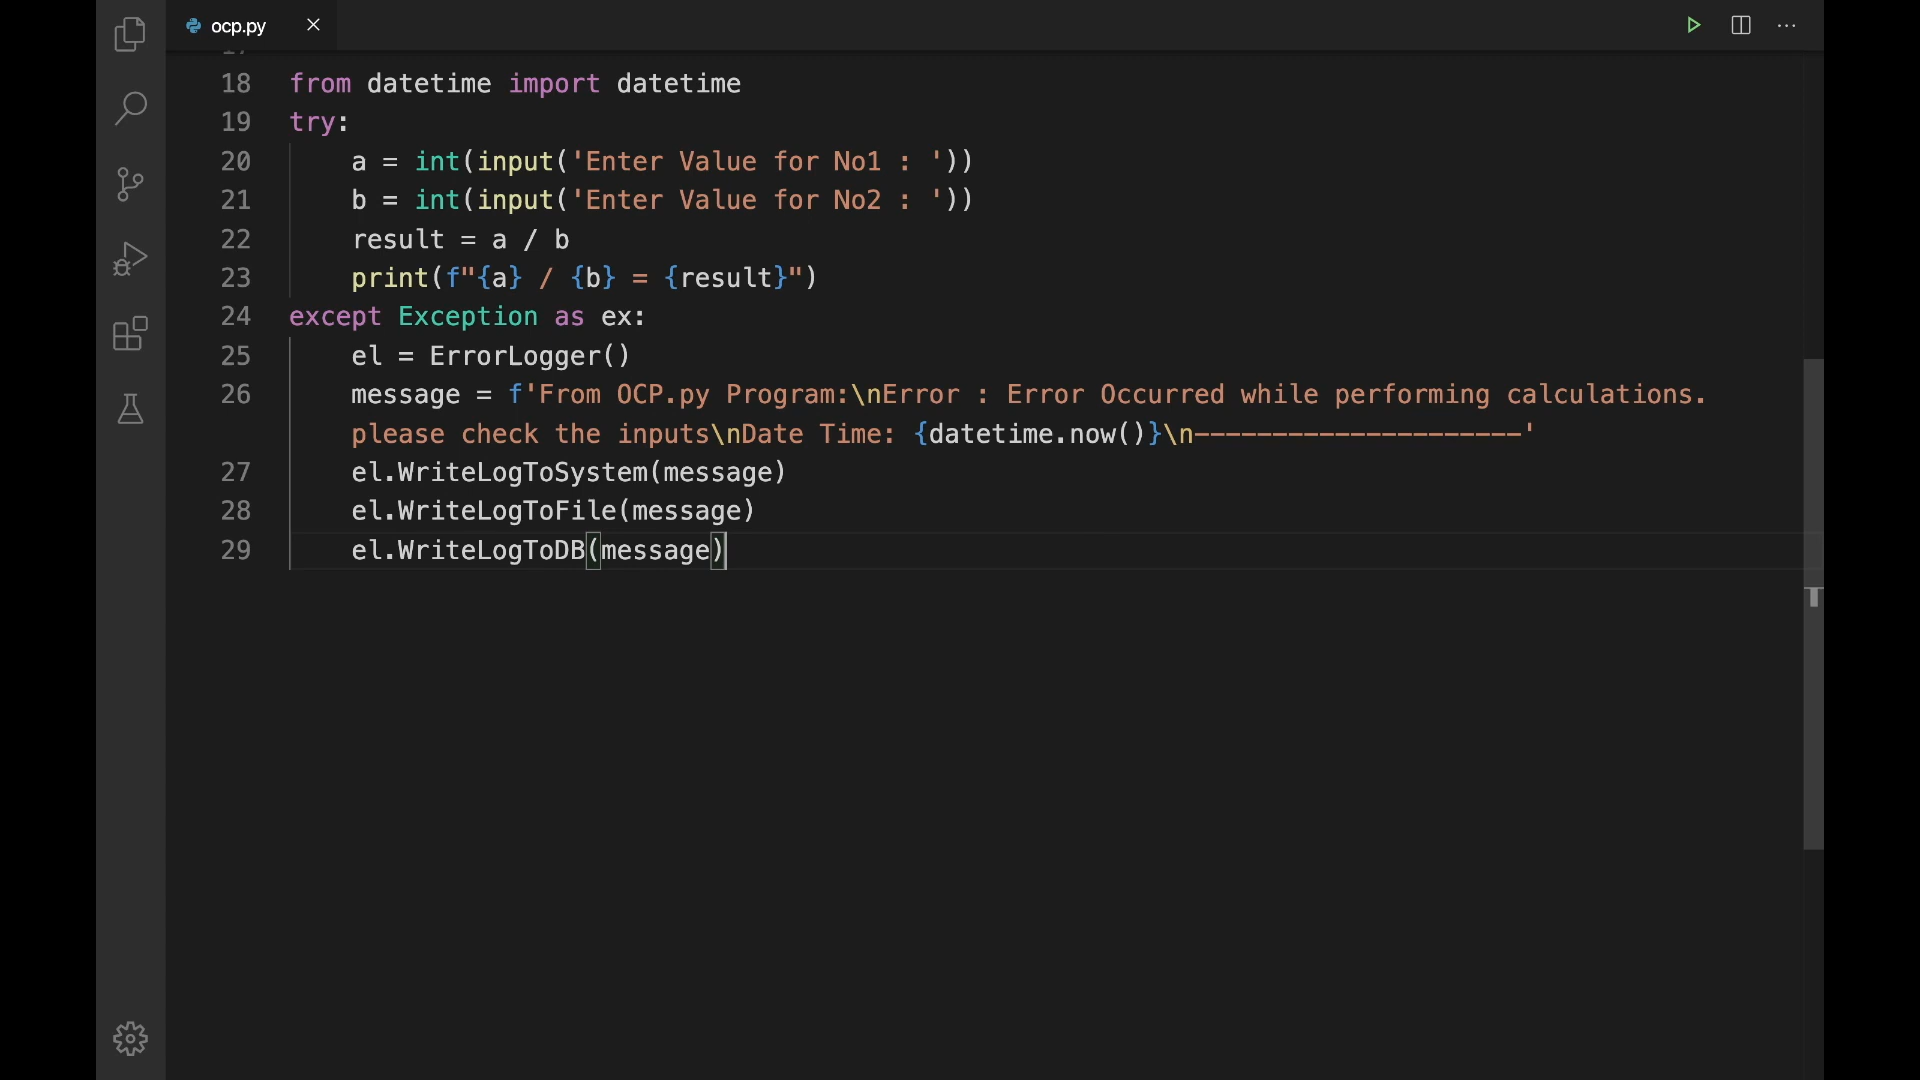 ocp.py
18 from datetime import datetime
19 try:
20 a = int(input('Enter Value for No1 : '))
21 b = int(input('Enter Value for No2 : '))
22 result = a / b
23 print(f"{a} / {b} = {result}")
24 except Exception as ex:
25 el = ErrorLogger()
26 message = f'From OCP.py Program:\nError : Error Occurred while performing calculations.
please check the inputs\nDate Time: {datetime.now()}\n---------------------'
27 el.WriteLogToSystem(message)
28 el.WriteLogToFile(message)
29 el.WriteLogToDB(message)